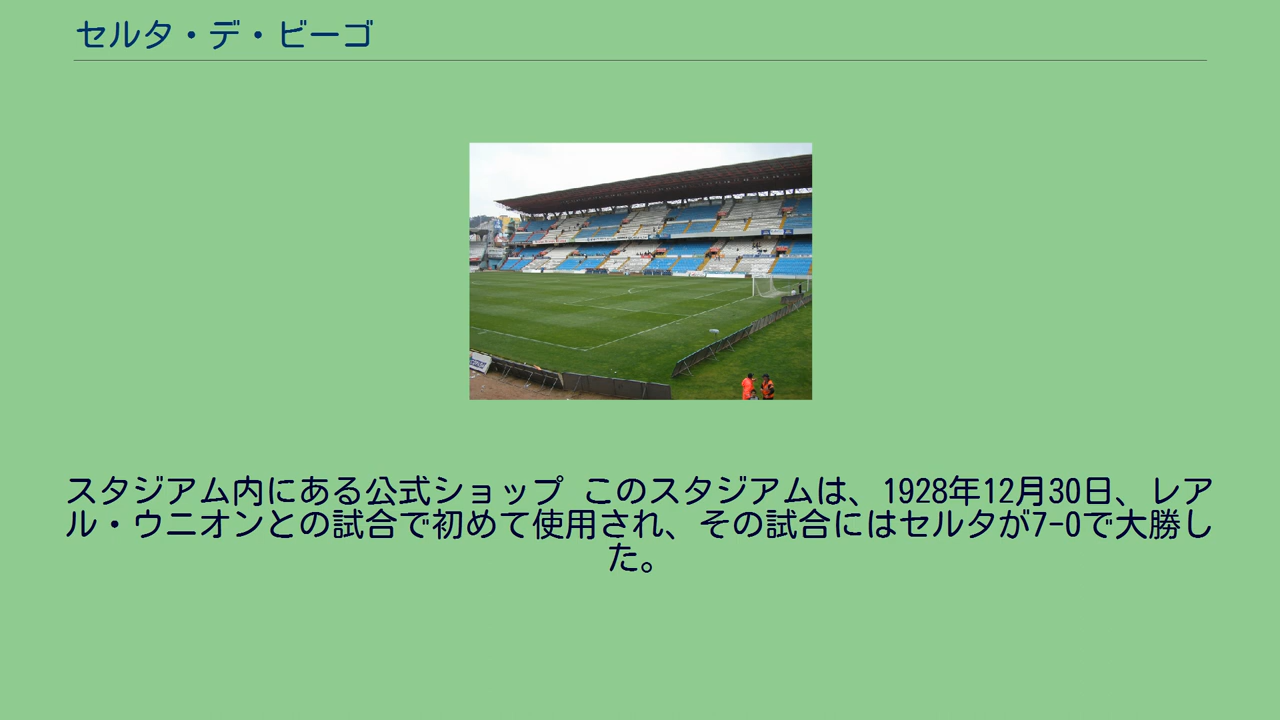 セルタ・デ・ビーゴ
スタジアム内にある公式ショップ このスタジアムは、1928年12月30日、レア
ル・ウニオンとの試合で初めて使用され、その試合にはセルタが7-0で大勝し
た。